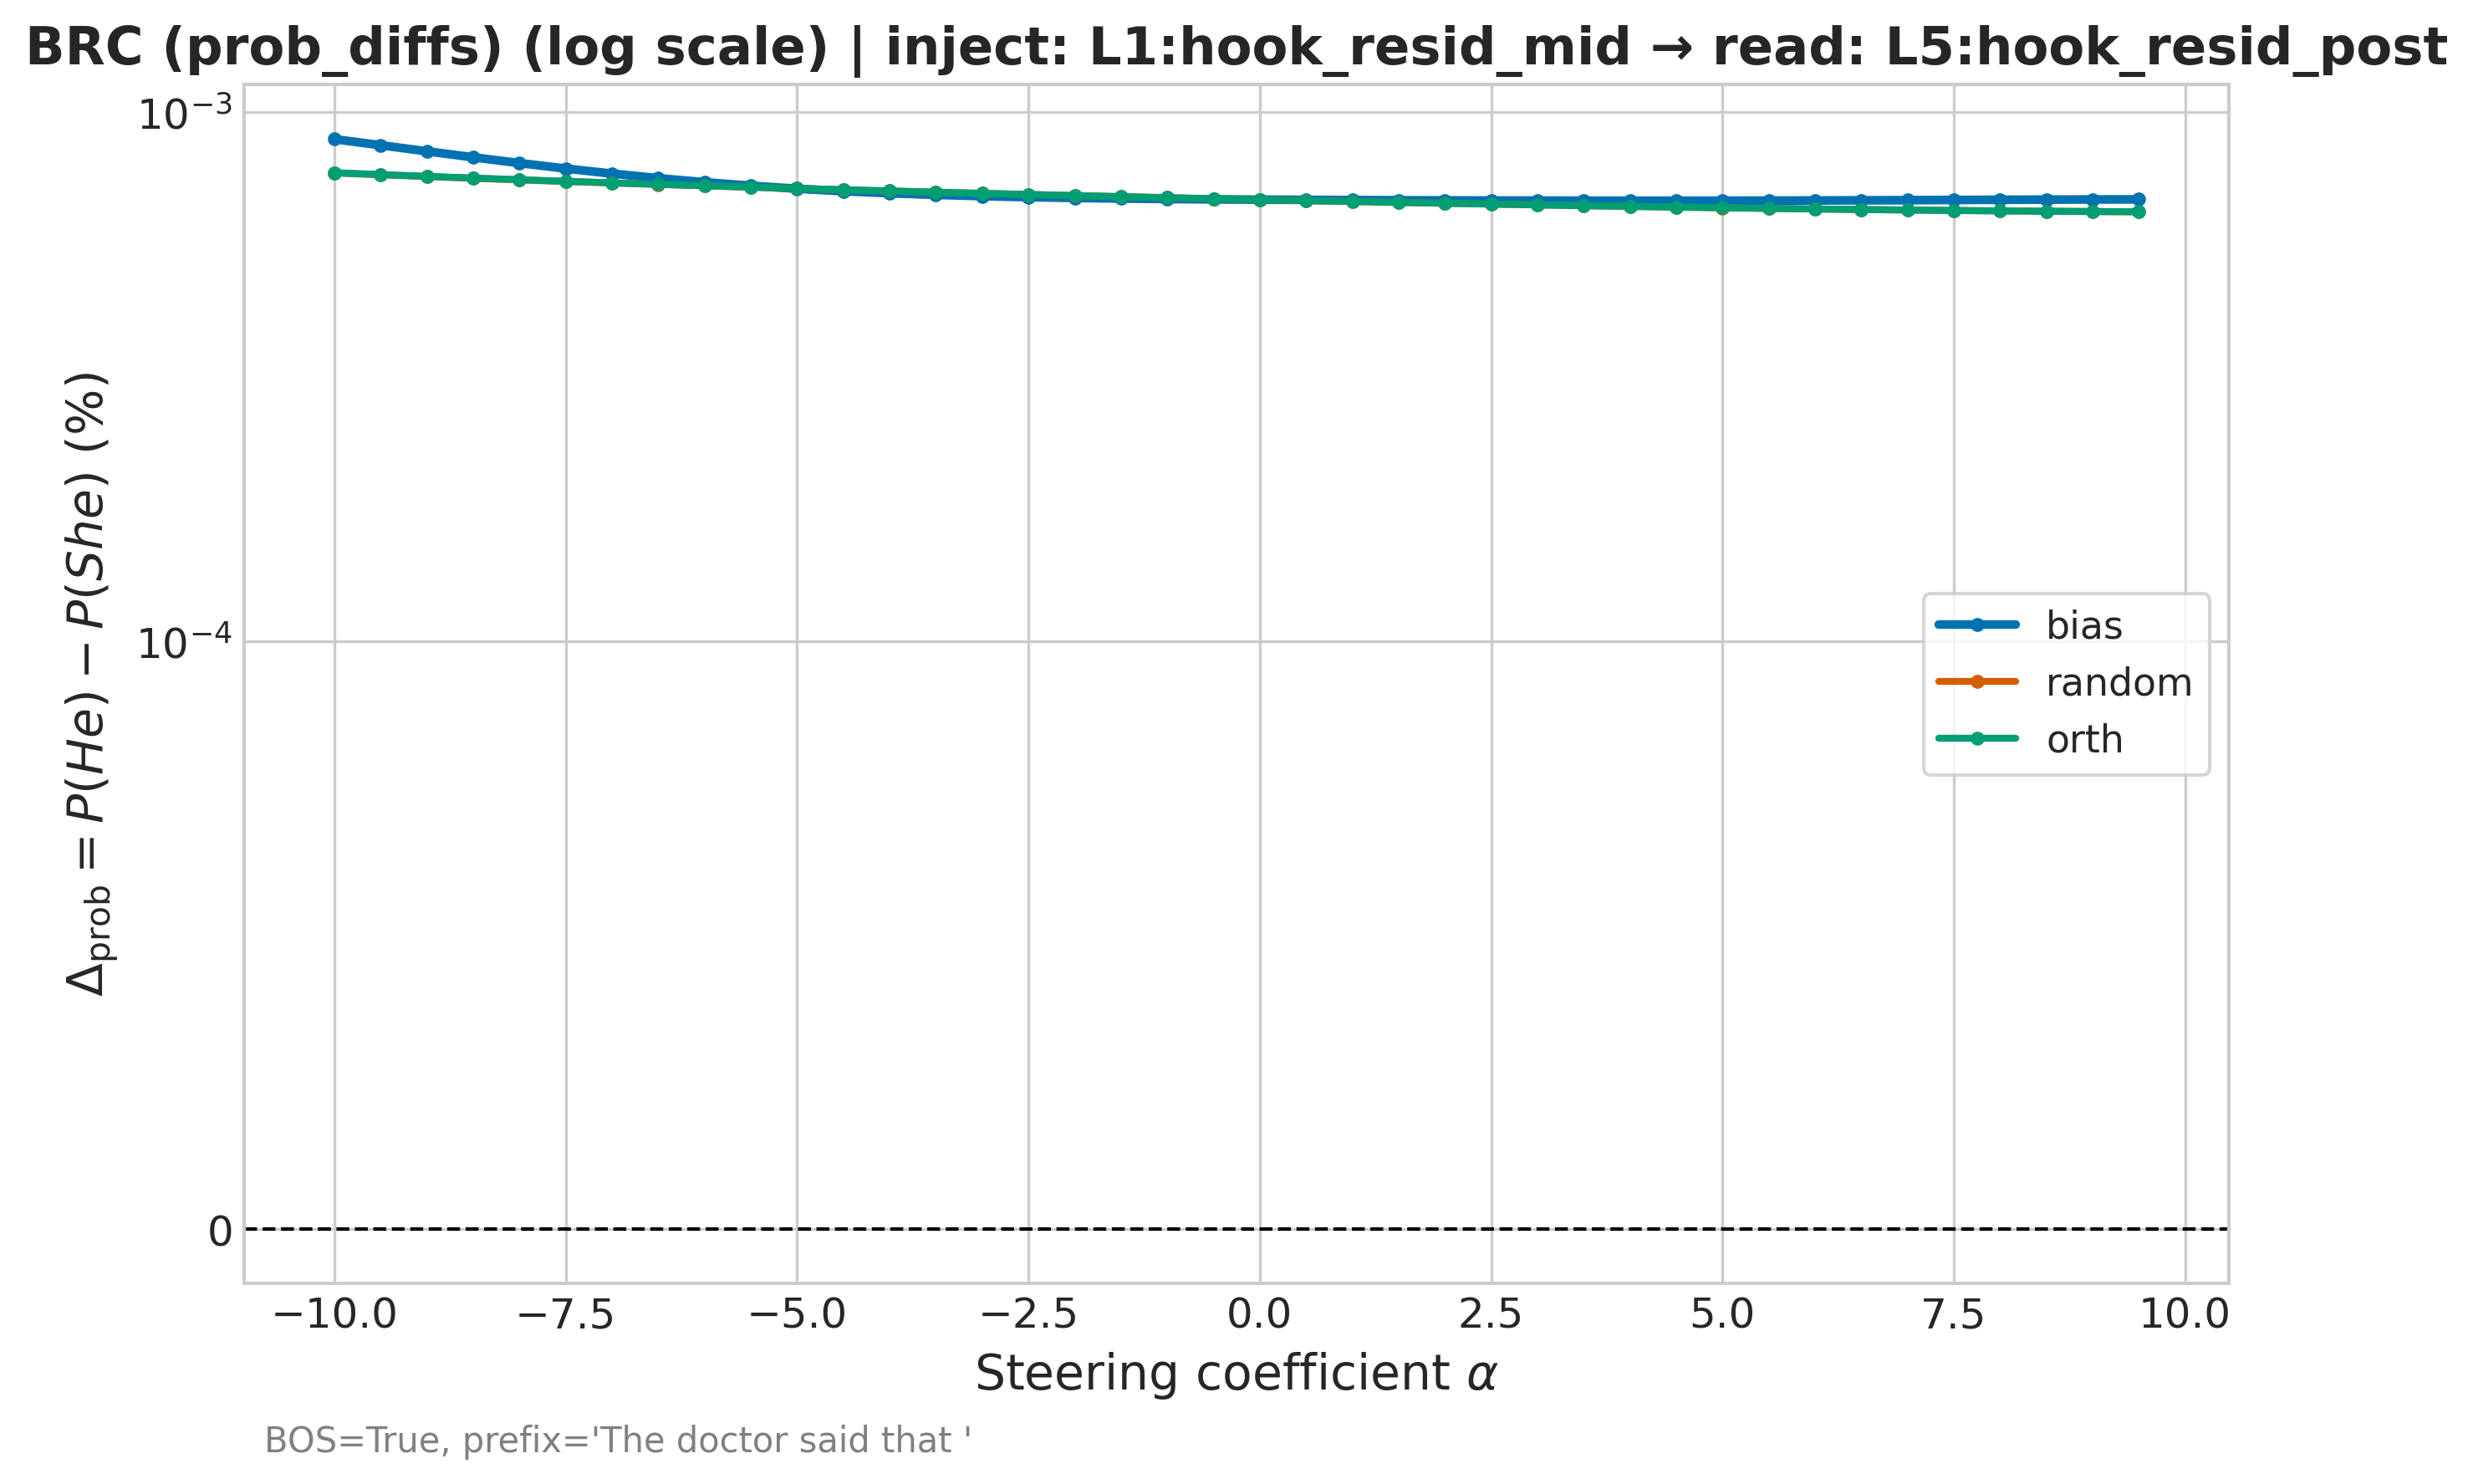 BRC (prob_diffs) (log scale) | inject: L1:hook_resid_mid → read: L5:hook_resid_post
10⁻³
10⁻⁴
0
Δprob = P(He) − P(She) (%)
bias
random
orth
−10.0 −7.5 −5.0 −2.5 0.0 2.5 5.0 7.5 10.0
Steering coefficient α
BOS=True, prefix='The doctor said that '